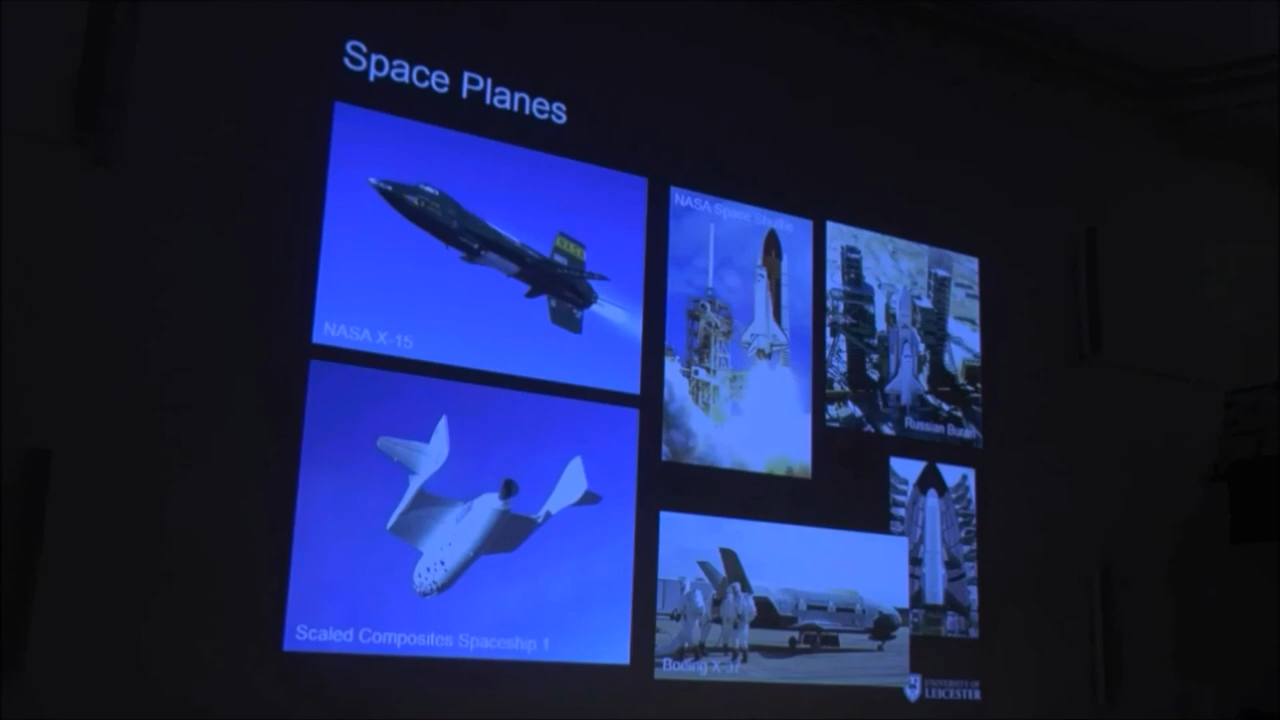 Space Planes
NASA X-15
NASA Space Shuttle
Russian Buran
Scaled Composites Spaceship 1
Boeing X-37
UNIVERSITY OF
LEICESTER